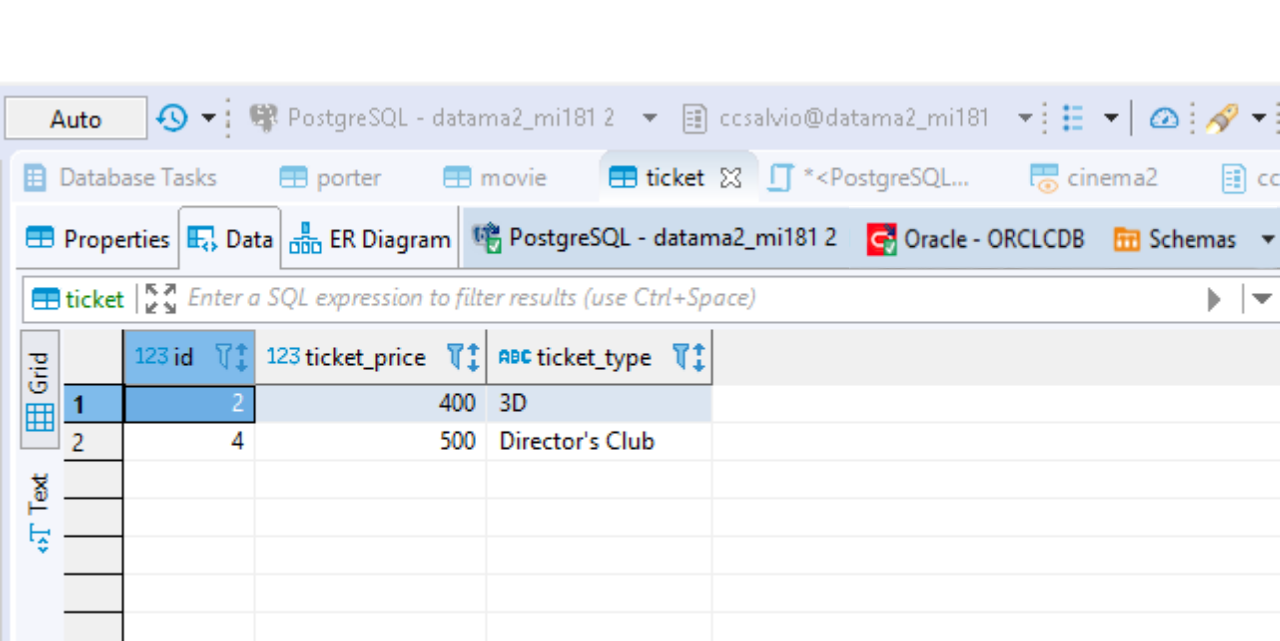 Auto PostgreSQL - datama2_mi181 2 ccsalvio@datama2_mi181
Database Tasks porter movie ticket *<PostgreSQL... cinema2 cc
Properties Data ER Diagram PostgreSQL - datama2_mi181 2 Oracle - ORCLCDB Schemas
ticket Enter a SQL expression to filter results (use Ctrl+Space)
Grid
Text
123 id 123 ticket_price ABC ticket_type
1 2 400 3D
2 4 500 Director's Club